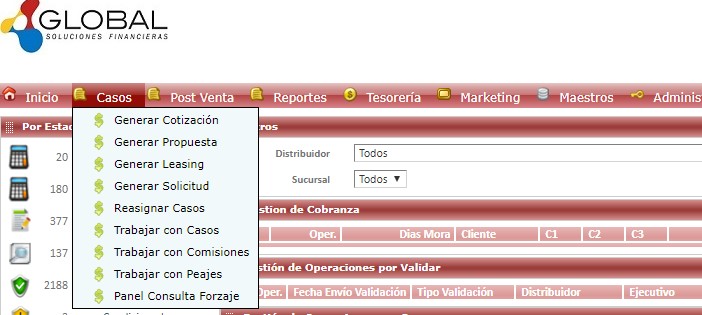 GLOBAL
SOLUCIONES FINANCIERAS
Inicio Casos Post Venta Reportes Tesorería Marketing Maestros Adminis
Por Estad
tros
Generar Cotización
Generar Propuesta
Generar Leasing
Generar Solicitud
Reasignar Casos
Trabajar con Casos
Trabajar con Comisiones
Trabajar con Peajes
Panel Consulta Forzaje
20
180
377
137
2188
Distribuidor Todos
Sucursal Todos
estion de Cobranza
Oper. Dias Mora Cliente C1 C2 C3
stión de Operaciones por Validar
Oper. Fecha Envío Validación Tipo Validación Distribuidor Ejecutivo